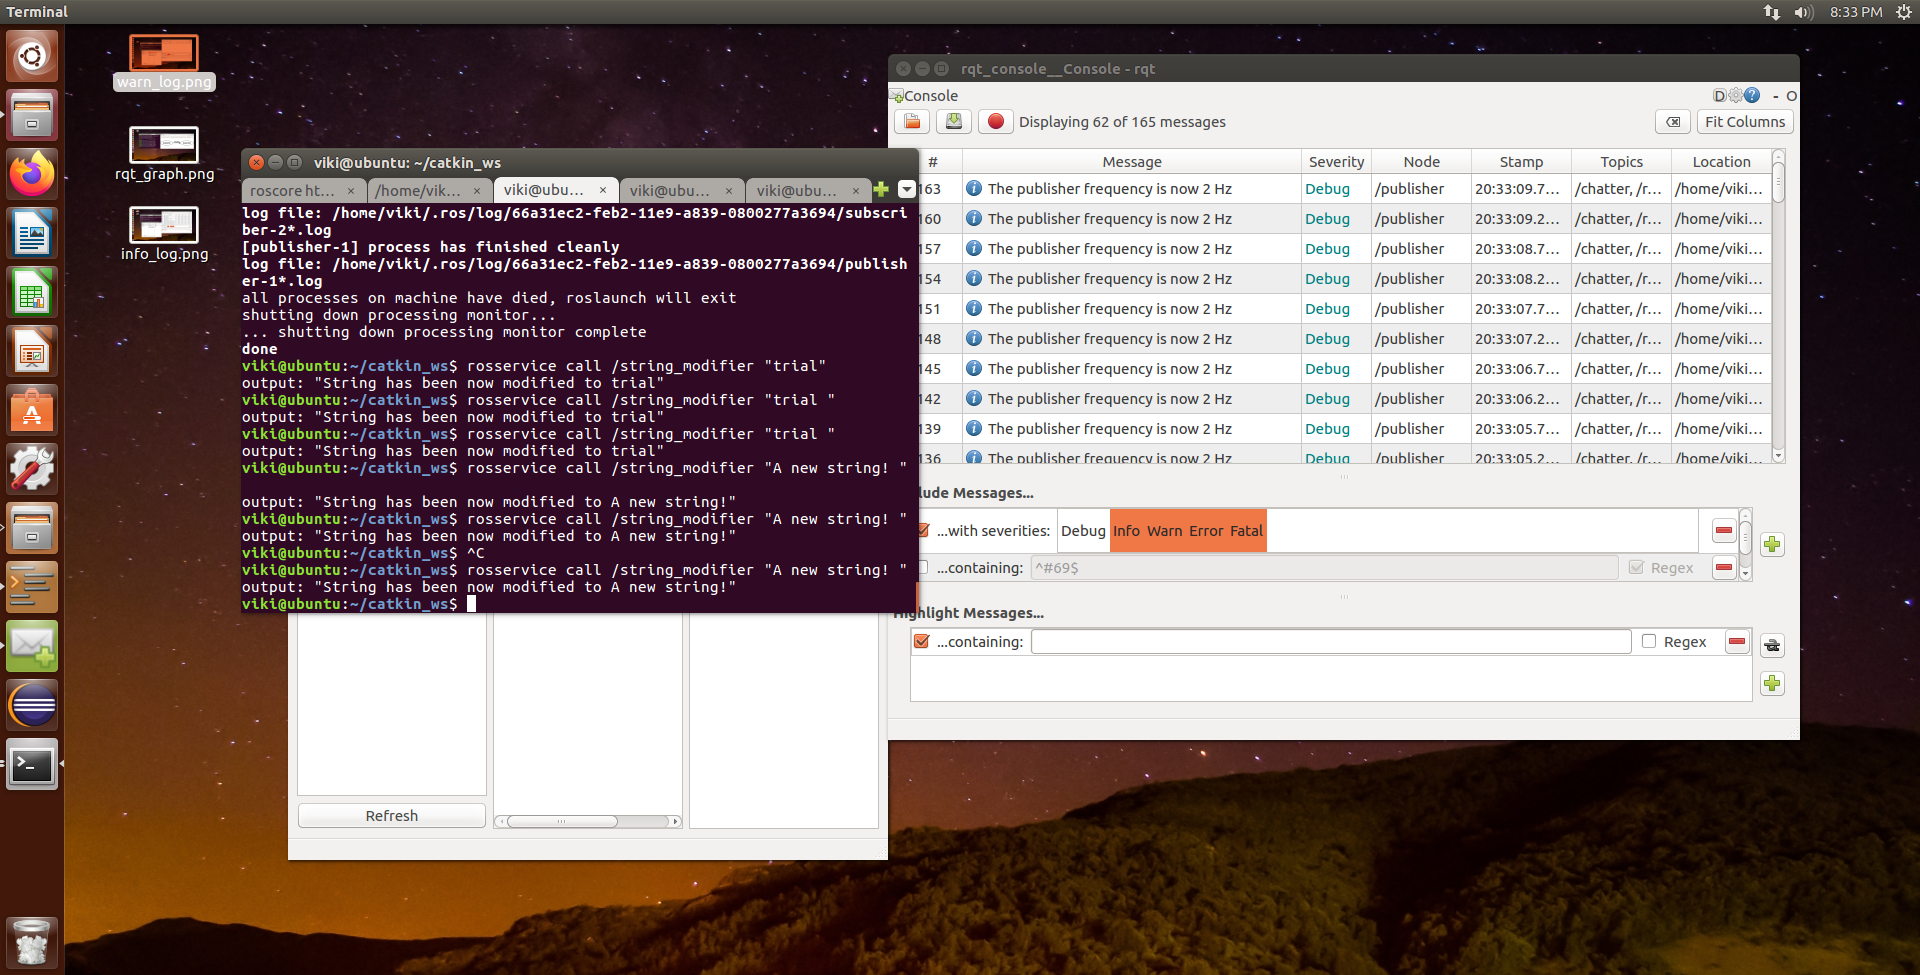 Terminal
8:33 PM
warn_log.png
rqt_graph.png
info_log.png
viki@ubuntu: ~/catkin_ws
roscore ht... × /home/vik... × viki@ubu... × viki@ubu... × viki@ubu... ×
log file: /home/viki/.ros/log/66a31ec2-feb2-11e9-a839-0800277a3694/subscri
ber-2*.log
[publisher-1] process has finished cleanly
log file: /home/viki/.ros/log/66a31ec2-feb2-11e9-a839-0800277a3694/publish
er-1*.log
all processes on machine have died, roslaunch will exit
shutting down processing monitor...
... shutting down processing monitor complete
done
viki@ubuntu:~/catkin_ws$ rosservice call /string_modifier "trial"
output: "String has been now modified to trial"
viki@ubuntu:~/catkin_ws$ rosservice call /string_modifier "trial "
output: "String has been now modified to trial"
viki@ubuntu:~/catkin_ws$ rosservice call /string_modifier "trial "
output: "String has been now modified to trial"
viki@ubuntu:~/catkin_ws$ rosservice call /string_modifier "A new string! "
output: "String has been now modified to A new string!"
viki@ubuntu:~/catkin_ws$ rosservice call /string_modifier "A new string! "
output: "String has been now modified to A new string!"
viki@ubuntu:~/catkin_ws$ ^C
viki@ubuntu:~/catkin_ws$ rosservice call /string_modifier "A new string! "
output: "String has been now modified to A new string!"
viki@ubuntu:~/catkin_ws$
Refresh
rqt_console__Console - rqt
Console
D ? - O
Displaying 62 of 165 messages
Fit Columns
# Message Severity Node Stamp Topics Location
163 The publisher frequency is now 2 Hz Debug /publisher 20:33:09.7... /chatter, /r... /home/viki...
160 The publisher frequency is now 2 Hz Debug /publisher 20:33:09.2... /chatter, /r... /home/viki...
157 The publisher frequency is now 2 Hz Debug /publisher 20:33:08.7... /chatter, /r... /home/viki...
154 The publisher frequency is now 2 Hz Debug /publisher 20:33:08.2... /chatter, /r... /home/viki...
151 The publisher frequency is now 2 Hz Debug /publisher 20:33:07.7... /chatter, /r... /home/viki...
148 The publisher frequency is now 2 Hz Debug /publisher 20:33:07.2... /chatter, /r... /home/viki...
145 The publisher frequency is now 2 Hz Debug /publisher 20:33:06.7... /chatter, /r... /home/viki...
142 The publisher frequency is now 2 Hz Debug /publisher 20:33:06.2... /chatter, /r... /home/viki...
139 The publisher frequency is now 2 Hz Debug /publisher 20:33:05.7... /chatter, /r... /home/viki...
136 The publisher frequency is now 2 Hz Debug /publisher 20:33:05.2... /chatter, /r... /home/viki...
lude Messages...
...with severities: Debug Info Warn Error Fatal
...containing: ^#69$ Regex
Highlight Messages...
...containing: Regex